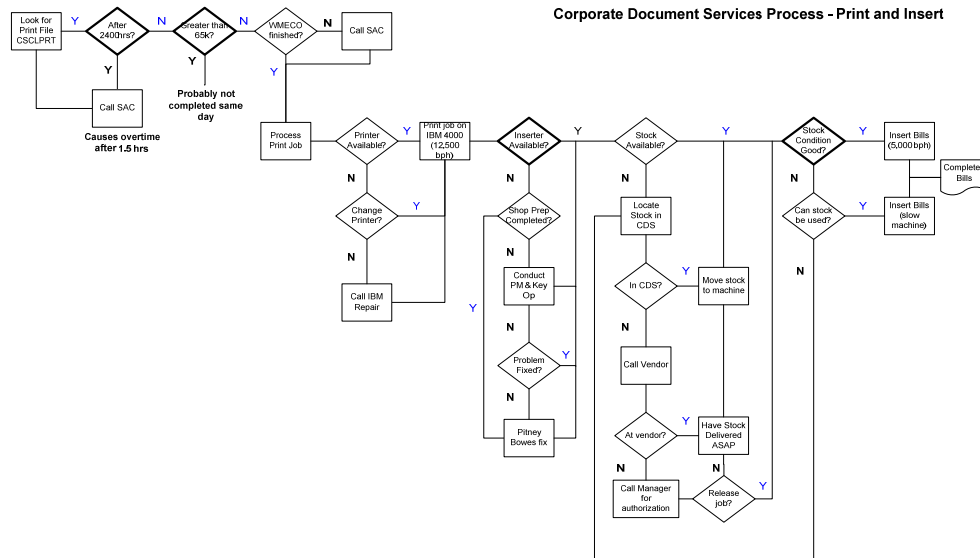 Corporate Document Services Process - Print and Insert
Look for
Print File
CSCLPRT
Y
After
2400hrs?
N
Greater than
65k?
N
WMECO
finished?
N
Call SAC
Y
Y
Y
Call SAC
Probably not
completed same
day
Causes overtime
after 1.5 hrs
Process
Print Job
Printer
Available?
Y
Print job on
IBM 4000
(12,500
bph)
Inserter
Available?
Y
Stock
Available?
Y
Stock
Condition
Good?
Y
Insert Bills
(5,000 bph)
Complete
Bills
N
N
N
N
Change
Printer?
Y
Shop Prep
Completed?
Locate
Stock in
CDS
Can stock
be used?
Y
Insert Bills
(slow
machine)
N
N
N
Call IBM
Repair
Conduct
PM & Key
Op
In CDS?
Y
Move stock
to machine
Y
N
N
Problem
Fixed?
Y
Call Vendor
N
Pitney
Bowes fix
At vendor?
Y
Have Stock
Delivered
ASAP
N
N
Call Manager
for
authorization
Release
job?
Y